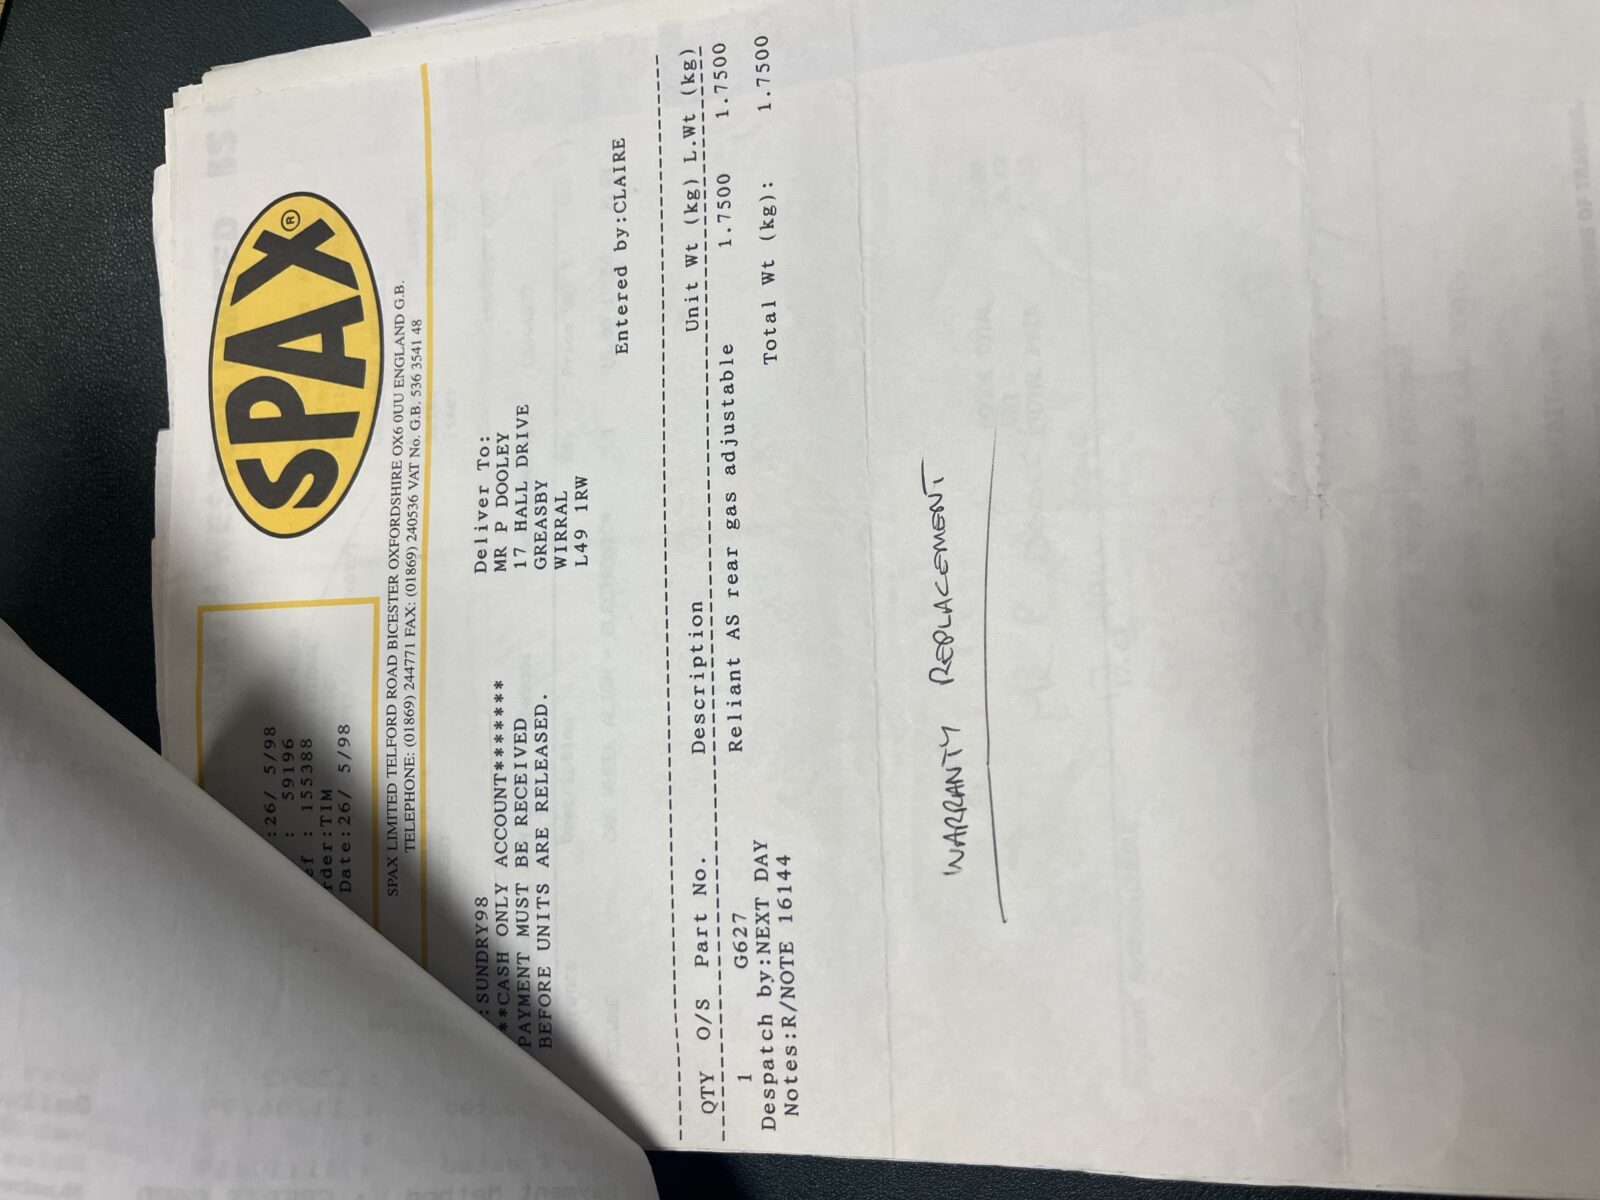 SPAX®
:26/ 5/98
: 59196
ef : 155388
rder:TIM
Date:26/ 5/98
SPAX LIMITED TELFORD ROAD BICESTER OXFORDSHIRE OX6 0UU ENGLAND G.B.
TELEPHONE: (01869) 244771 FAX: (01869) 240536 VAT No. G.B. 536 3541 48
:SUNDRY98
**CASH ONLY ACCOUNT*******
PAYMENT MUST BE RECEIVED
BEFORE UNITS ARE RELEASED.
Deliver To:
MR P DOOLEY
17 HALL DRIVE
GREASBY
WIRRAL
L49 1RW
Entered by:CLAIRE
QTY O/S Part No. Description Unit Wt (kg) L.Wt (kg)
1 G627 Reliant AS rear gas adjustable 1.7500 1.7500
Despatch by:NEXT DAY Total Wt (kg): 1.7500
Notes:R/NOTE 16144
WARRANTY REPLACEMENT